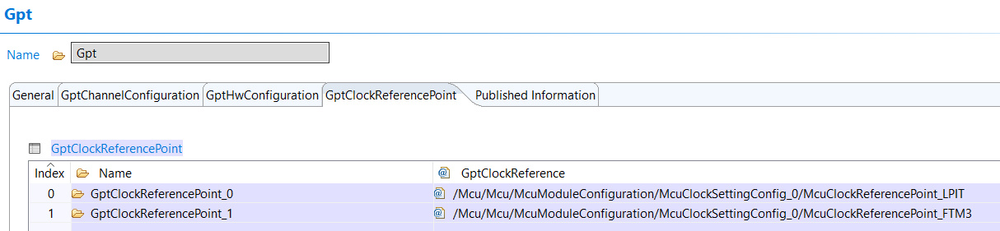 Gpt
Name Gpt
General GptChannelConfiguration GptHwConfiguration GptClockReferencePoint Published Information
GptClockReferencePoint
Index Name GptClockReference
0 GptClockReferencePoint_0 /Mcu/Mcu/McuModuleConfiguration/McuClockSettingConfig_0/McuClockReferencePoint_LPIT
1 GptClockReferencePoint_1 /Mcu/Mcu/McuModuleConfiguration/McuClockSettingConfig_0/McuClockReferencePoint_FTM3